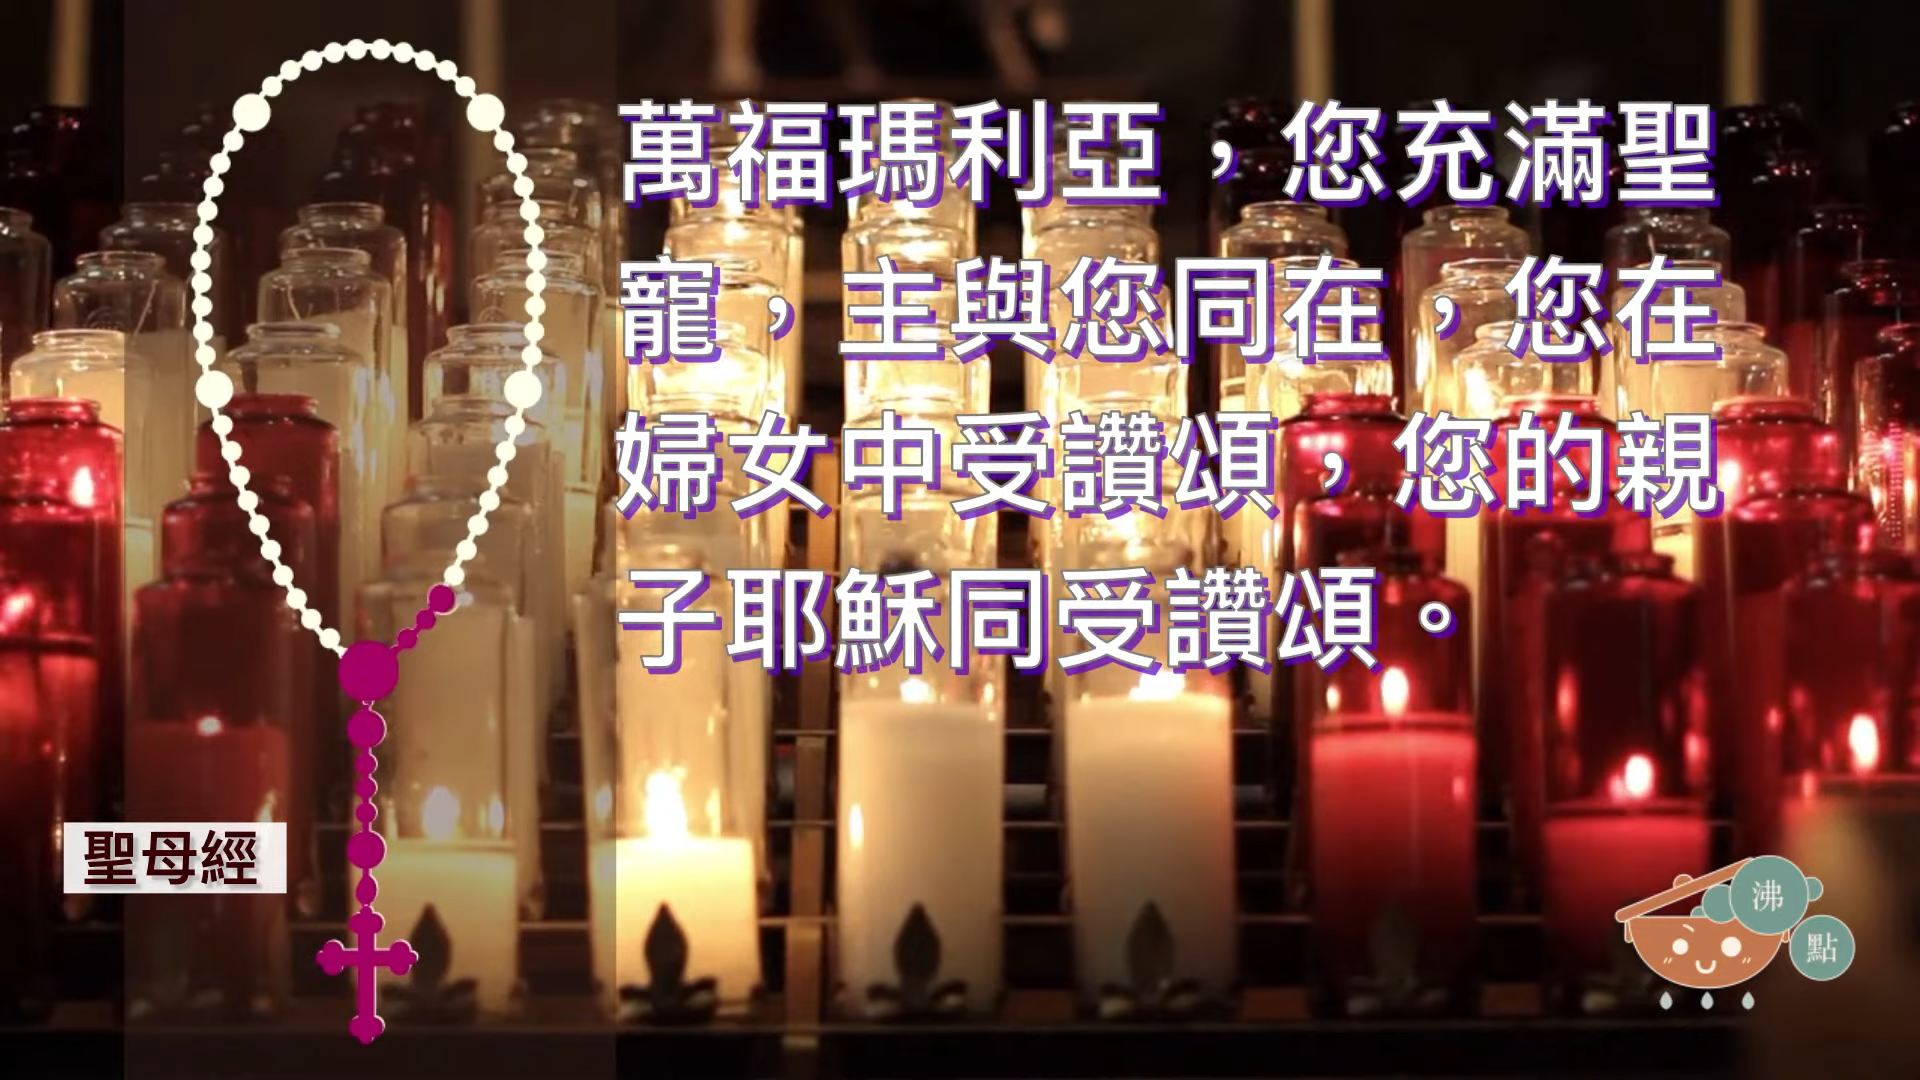 萬福瑪利亞，您充滿聖
寵，主與您同在，您在
婦女中受讚頌，您的親
子耶穌同受讚頌。
聖母經
沸
點